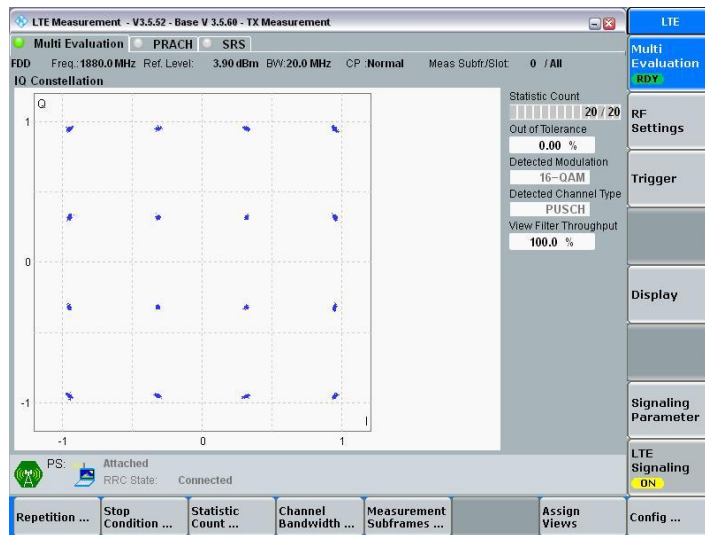 LTE Measurement - V3.5.52 - Base V 3.5.60 - TX Measurement
LTE
Multi Evaluation PRACH SRS
FDD Freq.:1880.0 MHz Ref. Level: 3.90 dBm BW:20.0 MHz CP :Normal Meas Subfr./Slot: 0 / All
IQ Constellation
Q
1
0
-1
I
-1 0 1
Statistic Count
20 / 20
Out of Tolerance
0.00 %
Detected Modulation
16-QAM
Detected Channel Type
PUSCH
View Filter Throughput
100.0 %
Multi
Evaluation
RDY
RF
Settings
Trigger
Display
Signaling
Parameter
LTE
Signaling
ON
PS: Attached
RRC State: Connected
Repetition ...
Stop
Condition ...
Statistic
Count ...
Channel
Bandwidth ...
Measurement
Subframes ...
Assign
Views
Config ...